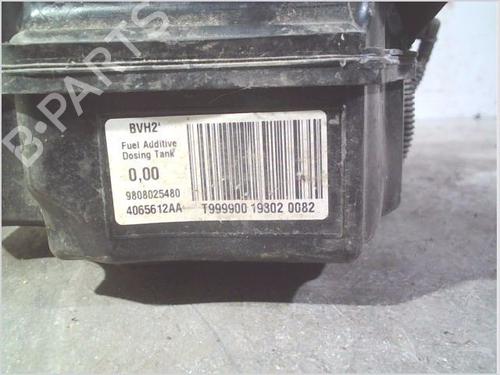 B-PARTS
BVH2
Fuel Additive
Dosing Tank
0,00
9808025480
4065612AA
T999900 19302 0082